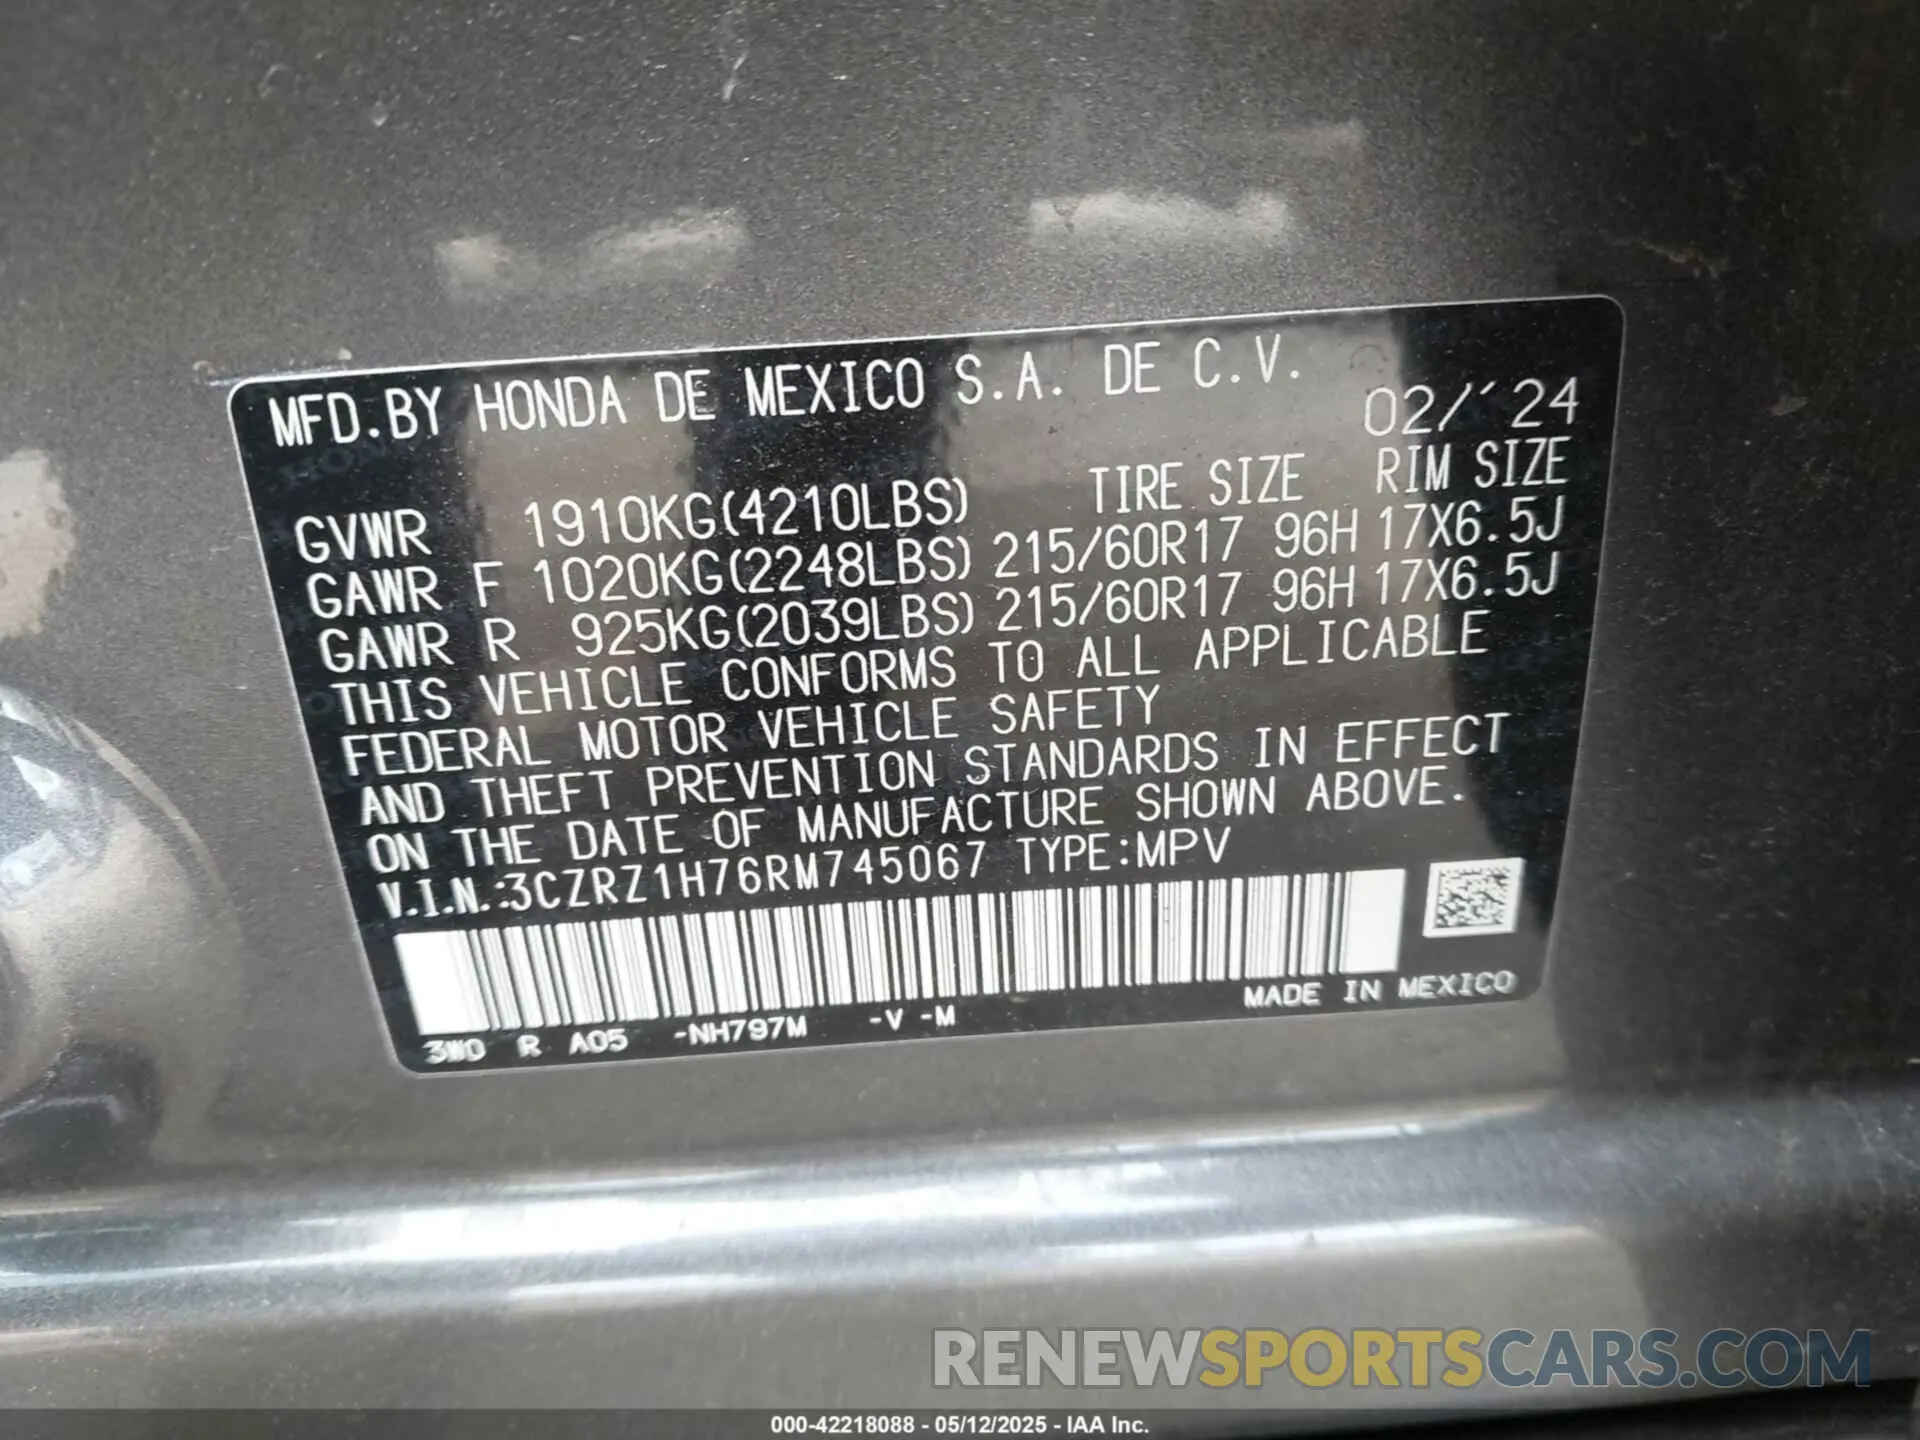 MFD.BY HONDA DE MEXICO S.A. DE C.V.
02/´24
GVWR 1910KG(4210LBS) TIRE SIZE RIM SIZE
GAWR F 1020KG(2248LBS) 215/60R17 96H 17X6.5J
GAWR R 925KG(2039LBS) 215/60R17 96H 17X6.5J
THIS VEHICLE CONFORMS TO ALL APPLICABLE
FEDERAL MOTOR VEHICLE SAFETY
AND THEFT PREVENTION STANDARDS IN EFFECT
ON THE DATE OF MANUFACTURE SHOWN ABOVE.
V.I.N.:3CZRZ1H76RM745067 TYPE:MPV
3W0 R A05 -NH797M -V -M MADE IN MEXICO
RENEWSPORTSCARS.COM
000-42218088 - 05/12/2025 - IAA Inc.